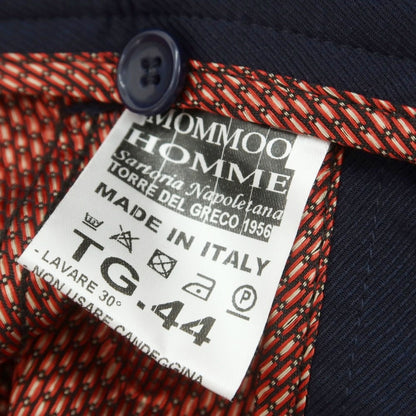 MOMMOO
HOMME
Sartoria Napoletana
TORRE DEL GRECO 1956
MADE IN ITALY
P
TG.44
- LAVARE 30°
NON USARE CANDEGGINA